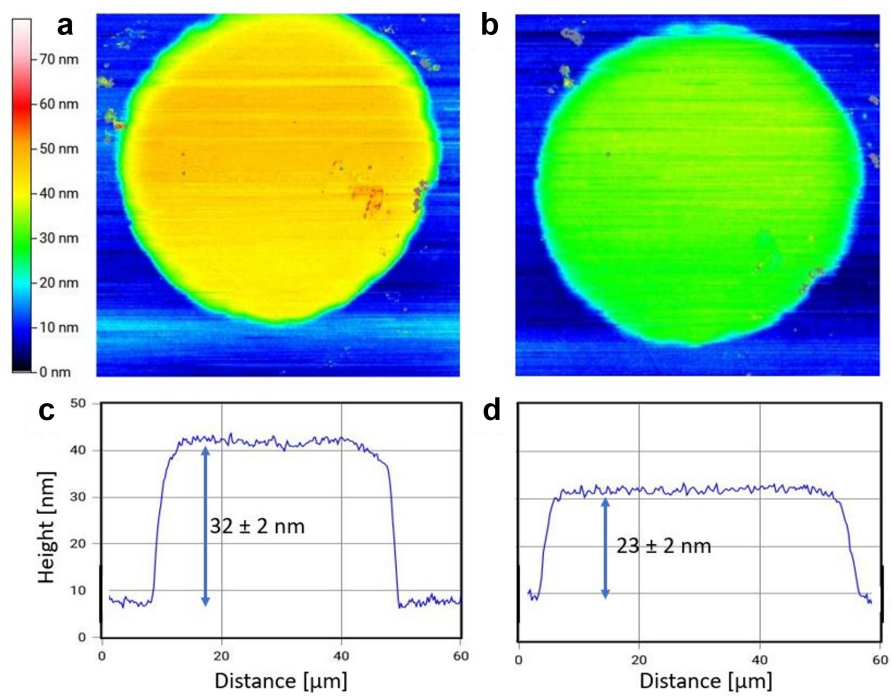 a
b
70 nm
60 nm
50 nm
40 nm
30 nm
20 nm
10 nm
0 nm
c
d
50
40
30
20
10
0
Height [nm]
32 ± 2 nm
23 ± 2 nm
0 20 40 60
0 20 40 60
Distance [µm]
Distance [µm]